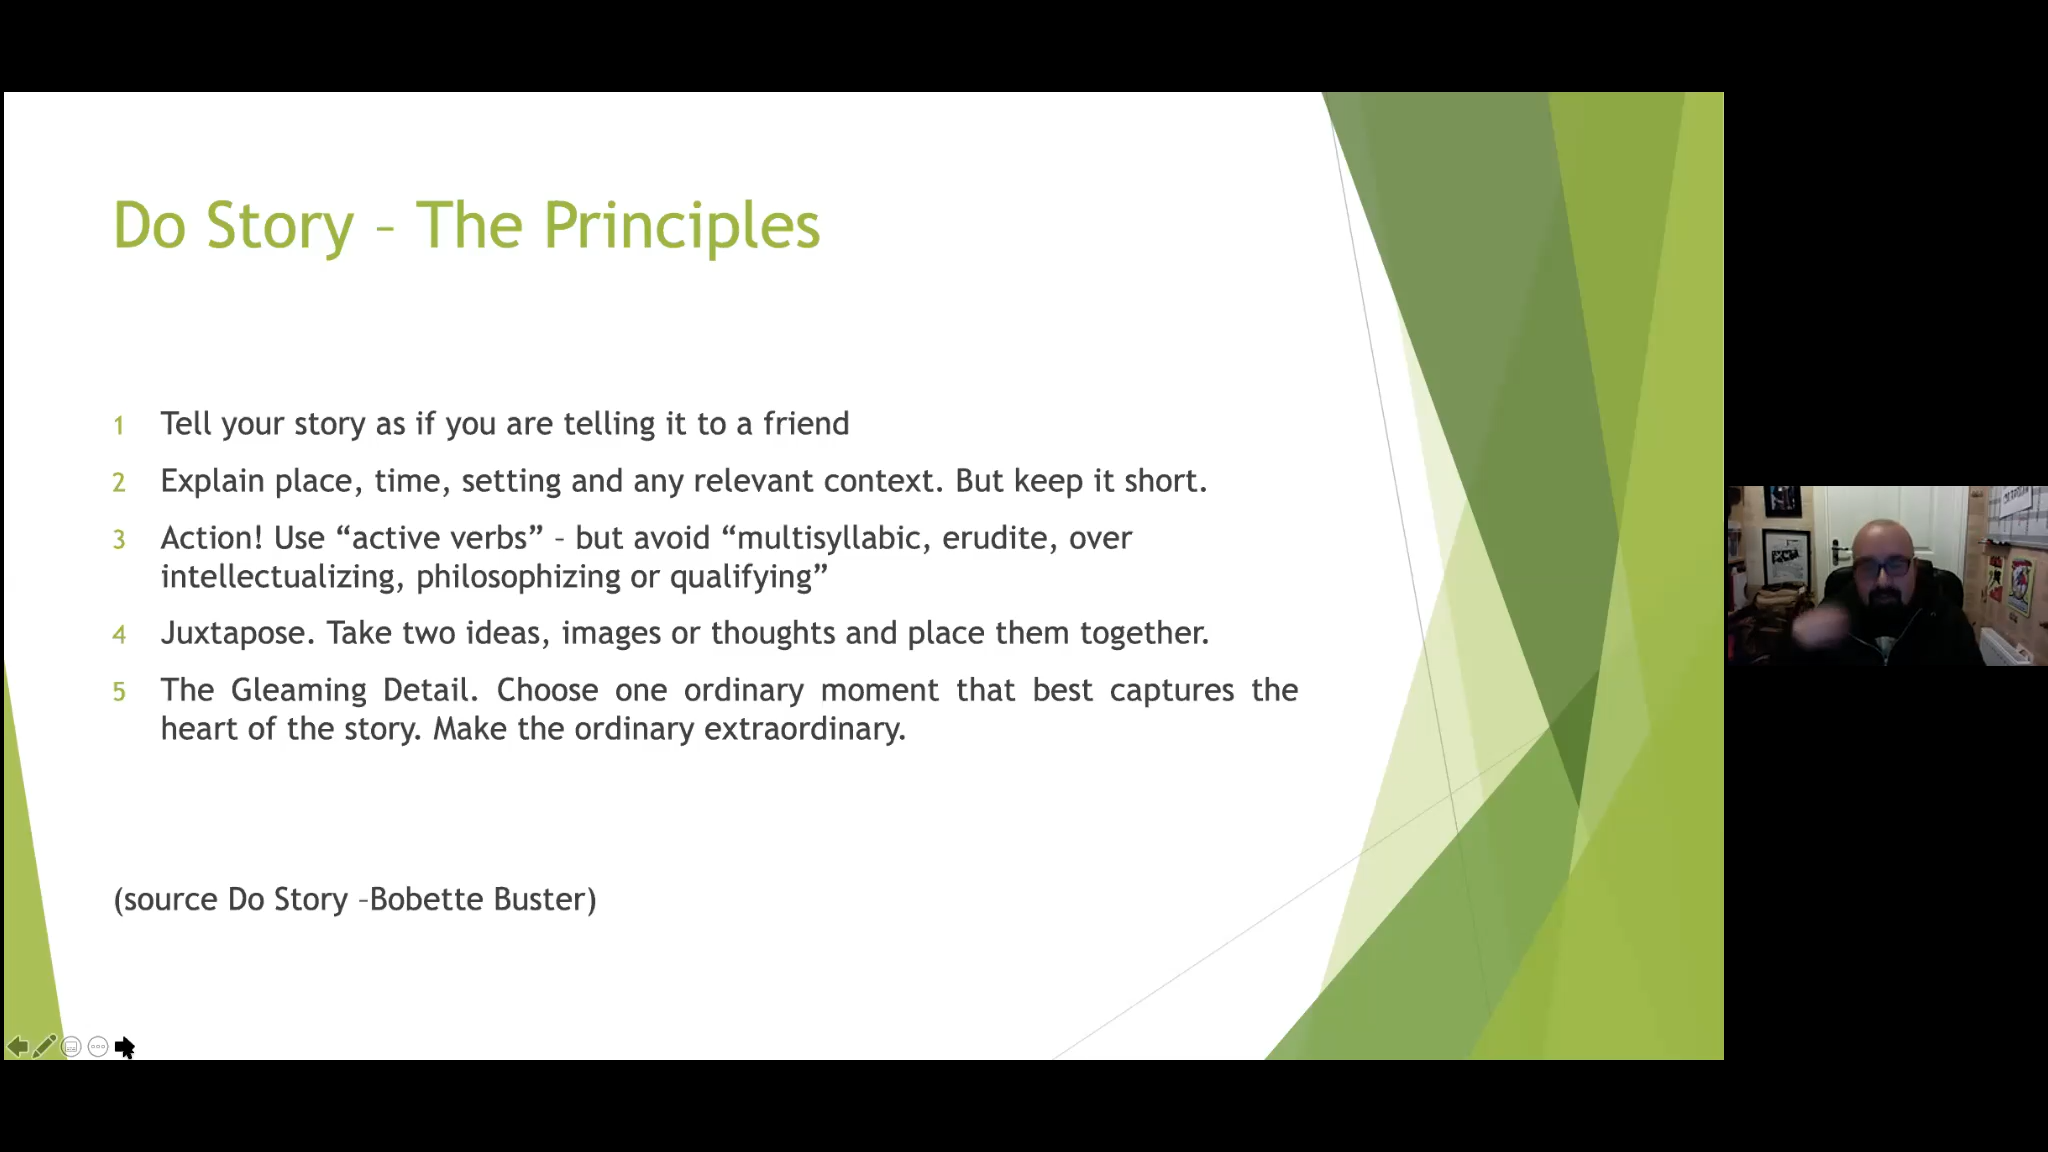 Do Story – The Principles
1 Tell your story as if you are telling it to a friend
2 Explain place, time, setting and any relevant context. But keep it short.
3 Action! Use “active verbs” – but avoid “multisyllabic, erudite, over
intellectualizing, philosophizing or qualifying”
4 Juxtapose. Take two ideas, images or thoughts and place them together.
5 The Gleaming Detail. Choose one ordinary moment that best captures the
heart of the story. Make the ordinary extraordinary.
(source Do Story –Bobette Buster)